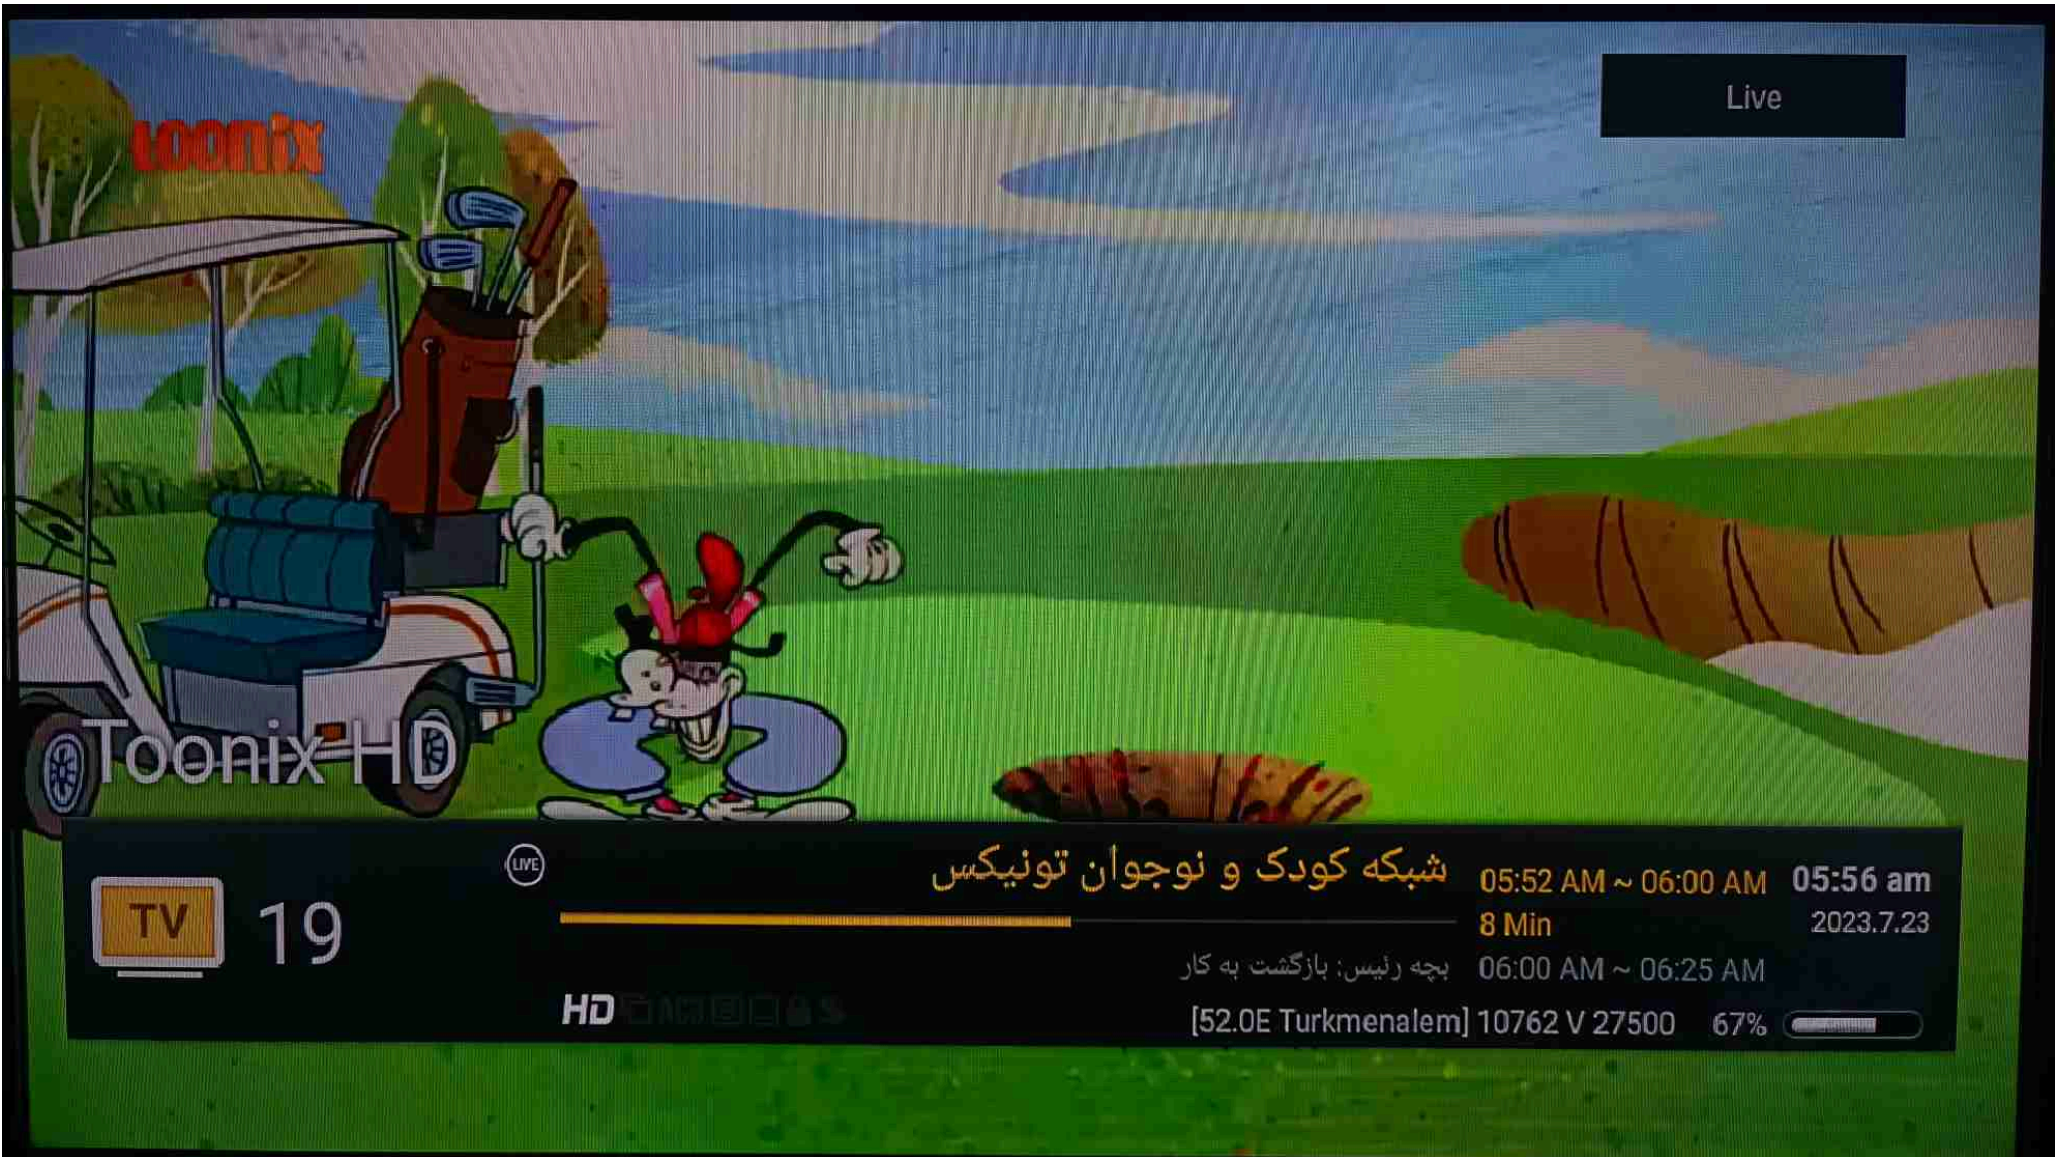 toonix
Live
Toonix HD
TV
19
LIVE
شبکه کودک و نوجوان تونیکس
05:52 AM ~ 06:00 AM
05:56 am
8 Min
2023.7.23
بچه رئیس: بازگشت به کار
06:00 AM ~ 06:25 AM
HD
[52.0E Turkmenalem] 10762 V 27500
67%